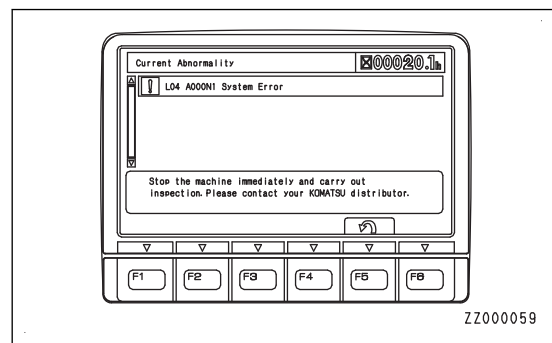 Current Abnormality
00020.1h
L04 A000N1 System Error
Stop the machine immediately and carry out
inspection. Please contact your KOMATSU distributor.
F1 F2 F3 F4 F5 F6
ZZ000059